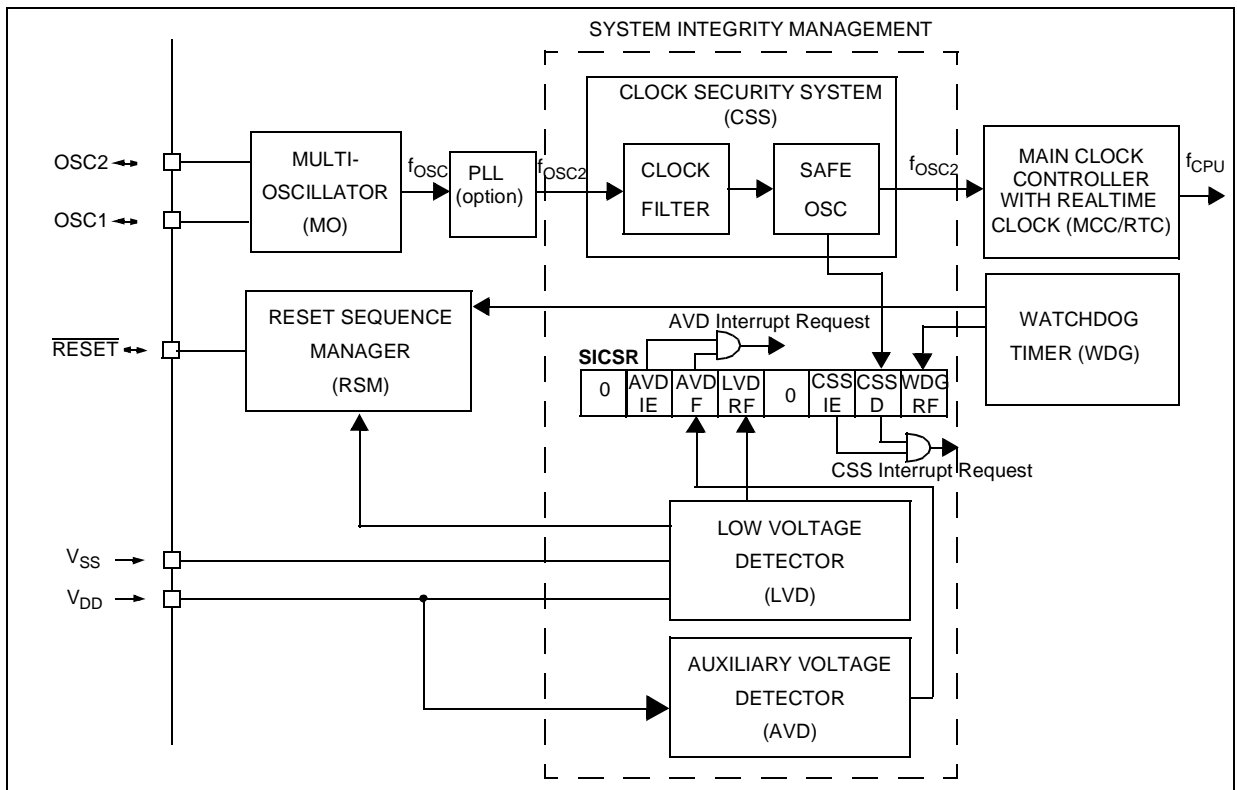 SYSTEM INTEGRITY MANAGEMENT
CLOCK SECURITY SYSTEM
(CSS)
OSC2
OSC1
MULTI-
OSCILLATOR
(MO)
fOSC
PLL
(option)
fOSC2
CLOCK
FILTER
SAFE
OSC
fOSC2
MAIN CLOCK
CONTROLLER
WITH REALTIME
CLOCK (MCC/RTC)
fCPU
RESET
RESET SEQUENCE
MANAGER
(RSM)
AVD Interrupt Request
WATCHDOG
TIMER (WDG)
SICSR
0
AVD
IE
AVD
F
LVD
RF
0
CSS
IE
CSS
D
WDG
RF
CSS Interrupt Request
VSS
VDD
LOW VOLTAGE
DETECTOR
(LVD)
AUXILIARY VOLTAGE
DETECTOR
(AVD)